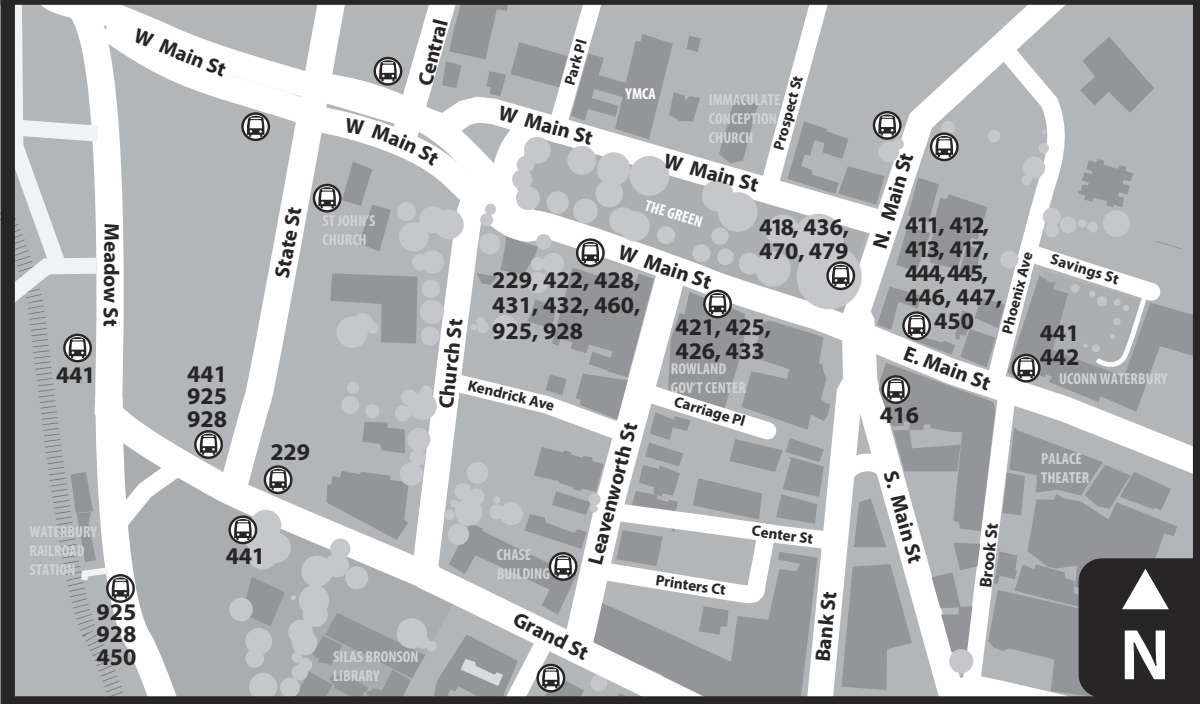 W Main St
Central
Park Pl
YMCA
IMMACULATE
CONCEPTION
CHURCH
Prospect St
W Main St
W Main St
W Main St
N. Main St
THE GREEN
ST JOHN'S
CHURCH
State St
Meadow St
418, 436,
470, 479
411, 412,
413, 417,
444, 445,
446, 447,
450
W Main St
229, 422, 428,
431, 432, 460,
925, 928
421, 425,
426, 433
ROWLAND
GOV'T CENTER
Phoenix Ave
Savings St
441
442
UCONN WATERBURY
E. Main St
416
441
441
925
928
Church St
Kendrick Ave
Carriage Pl
229
441
Leavenworth St
S. Main St
PALACE
THEATER
WATERBURY
RAILROAD
STATION
CHASE
BUILDING
Center St
Printers Ct
Brook St
Bank St
925
928
450
Grand St
SILAS BRONSON
LIBRARY
N